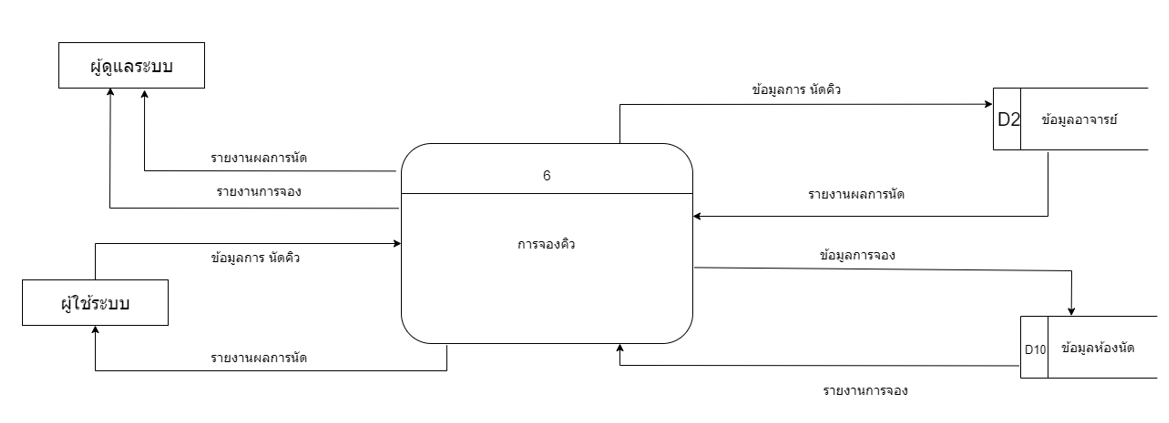 ผู้ดูแลระบบ
ข้อมูลการ นัดคิว
D2
ข้อมูลอาจารย์
รายงานผลการนัด
6
รายงานการจอง
รายงานผลการนัด
การจองคิว
ข้อมูลการ นัดคิว
ข้อมูลการจอง
ผู้ใช้ระบบ
D10
ข้อมูลห้องนัด
รายงานผลการนัด
รายงานการจอง